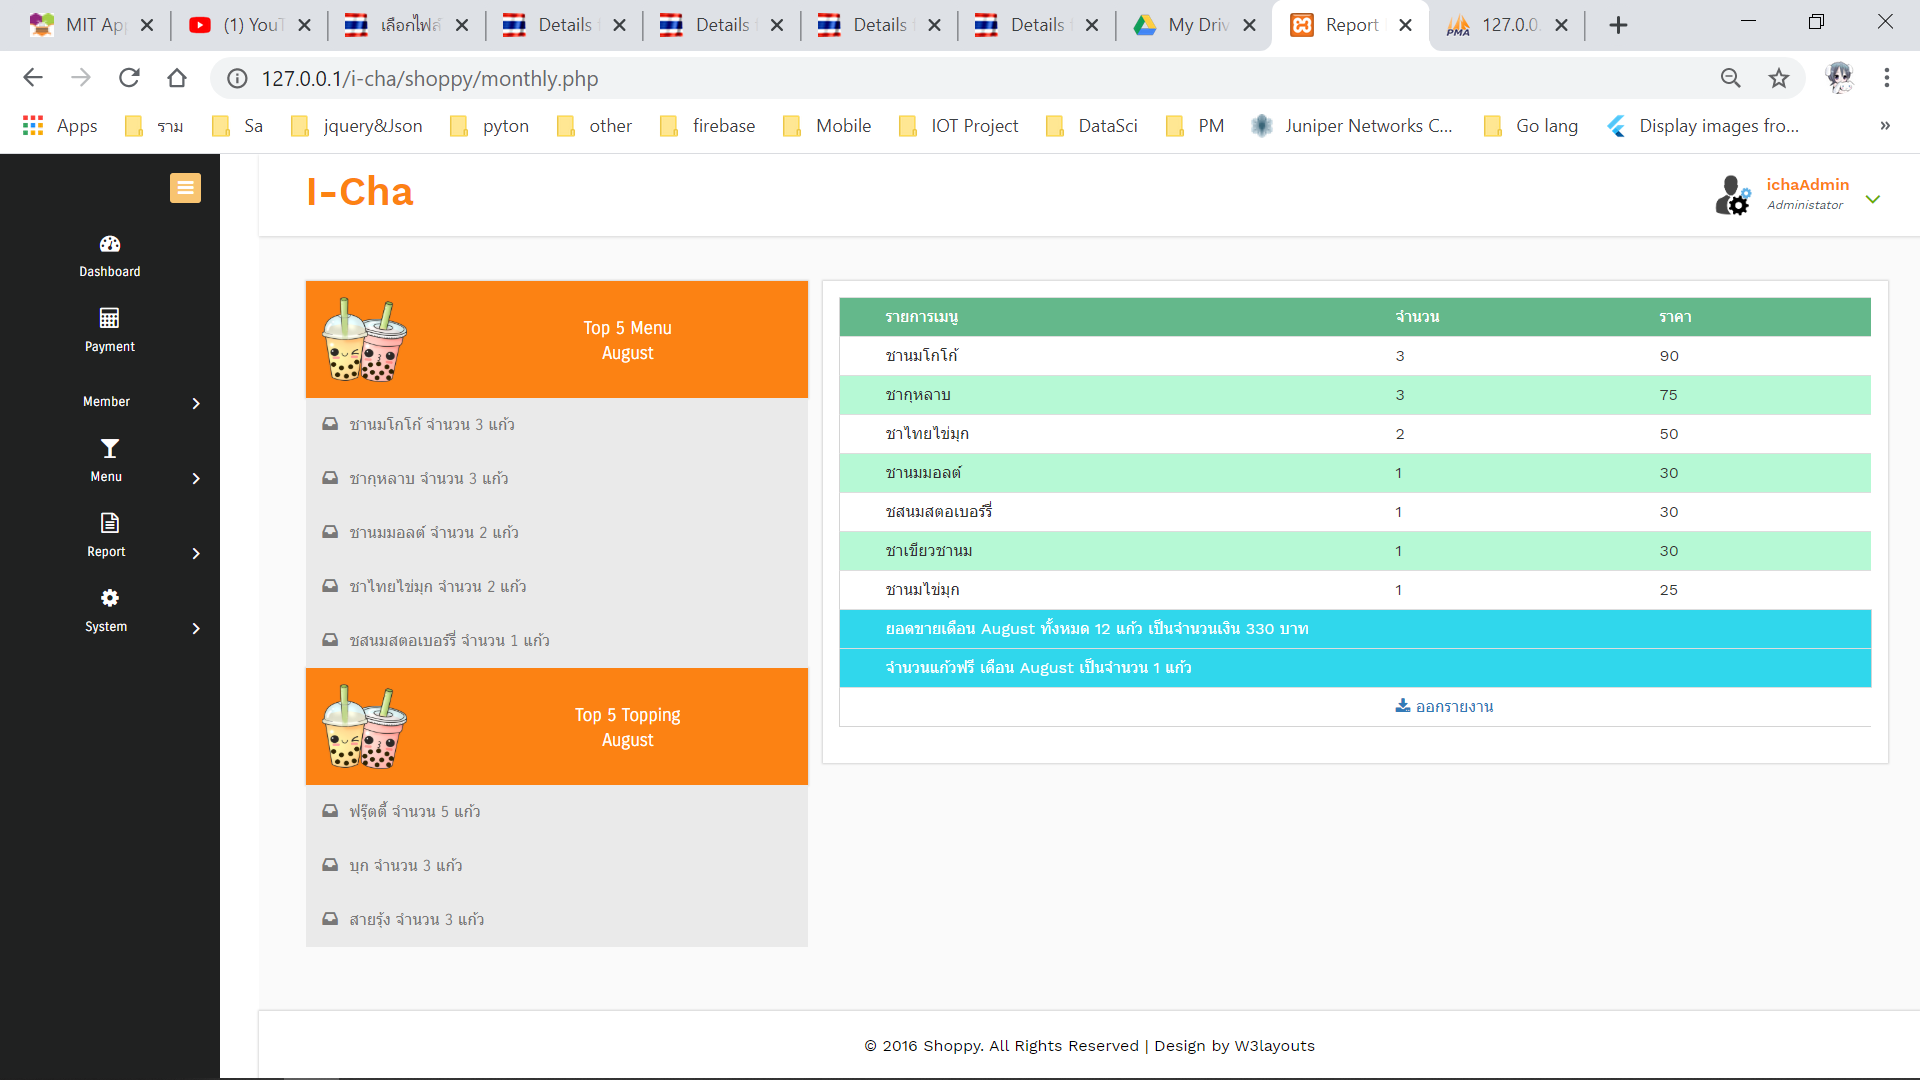 MIT Ap
(1) YouT
เลือกไฟล์
Details
Details
Details
Details
My Driv
Report
127.0.0.
127.0.0.1/i-cha/shoppy/monthly.php
Apps
ราม
Sa
jquery&Json
pyton
other
firebase
Mobile
IOT Project
DataSci
PM
Juniper Networks C...
Go lang
Display images fro...
»
I-Cha
ichaAdmin
Administator
Dashboard
Payment
Member
Menu
Report
System
Top 5 Menu
August
ชานมโกโก้ จำนวน 3 แก้ว
ชากุหลาบ จำนวน 3 แก้ว
ชานมมอลต์ จำนวน 2 แก้ว
ชาไทยไข่มุก จำนวน 2 แก้ว
ชสนมสตอเบอร์รี่ จำนวน 1 แก้ว
Top 5 Topping
August
ฟรุ๊ตตี้ จำนวน 5 แก้ว
บุก จำนวน 3 แก้ว
สายรุ้ง จำนวน 3 แก้ว
รายการเมนู จำนวน ราคา
ชานมโกโก้ 3 90
ชากุหลาบ 3 75
ชาไทยไข่มุก 2 50
ชานมมอลต์ 1 30
ชสนมสตอเบอร์รี่ 1 30
ชาเขียวชานม 1 30
ชานมไข่มุก 1 25
ยอดขายเดือน August ทั้งหมด 12 แก้ว เป็นจำนวนเงิน 330 บาท
จำนวนแก้วฟรี เดือน August เป็นจำนวน 1 แก้ว
ออกรายงาน
© 2016 Shoppy. All Rights Reserved | Design by W3layouts